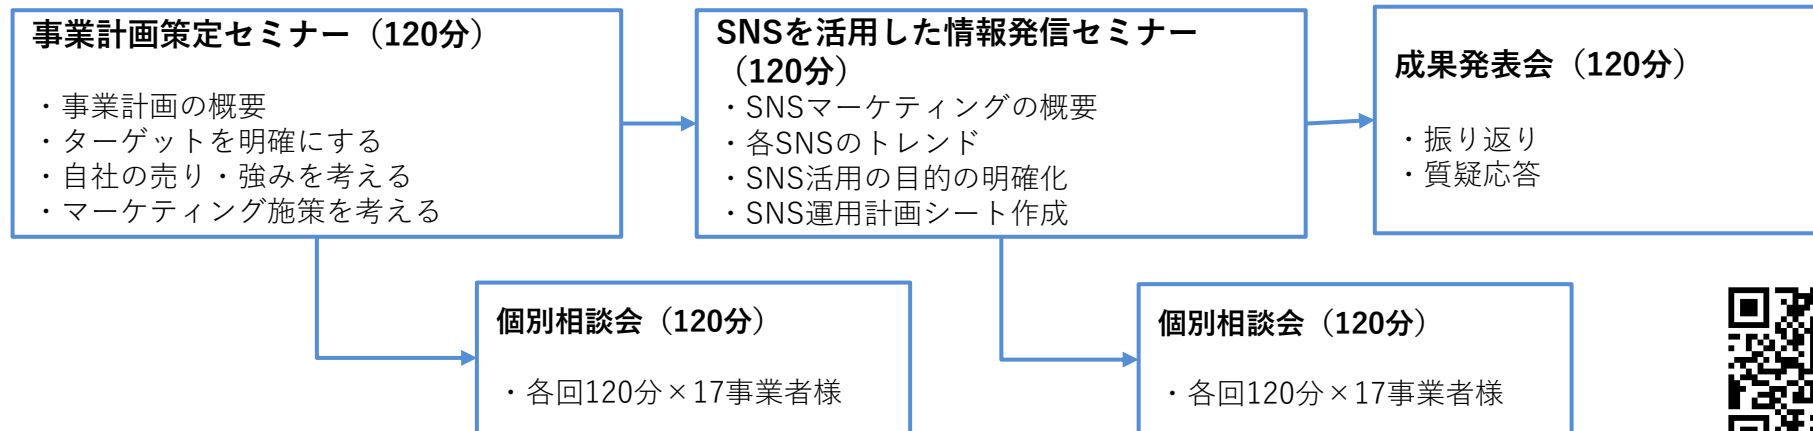 事業計画策定セミナー（120分）
・事業計画の概要
・ターゲットを明確にする
・自社の売り・強みを考える
・マーケティング施策を考える
SNSを活用した情報発信セミナー
（120分）
・SNSマーケティングの概要
・各SNSのトレンド
・SNS活用の目的の明確化
・SNS運用計画シート作成
成果発表会（120分）
・振り返り
・質疑応答
個別相談会（120分）
・各回120分×17事業者様
個別相談会（120分）
・各回120分×17事業者様